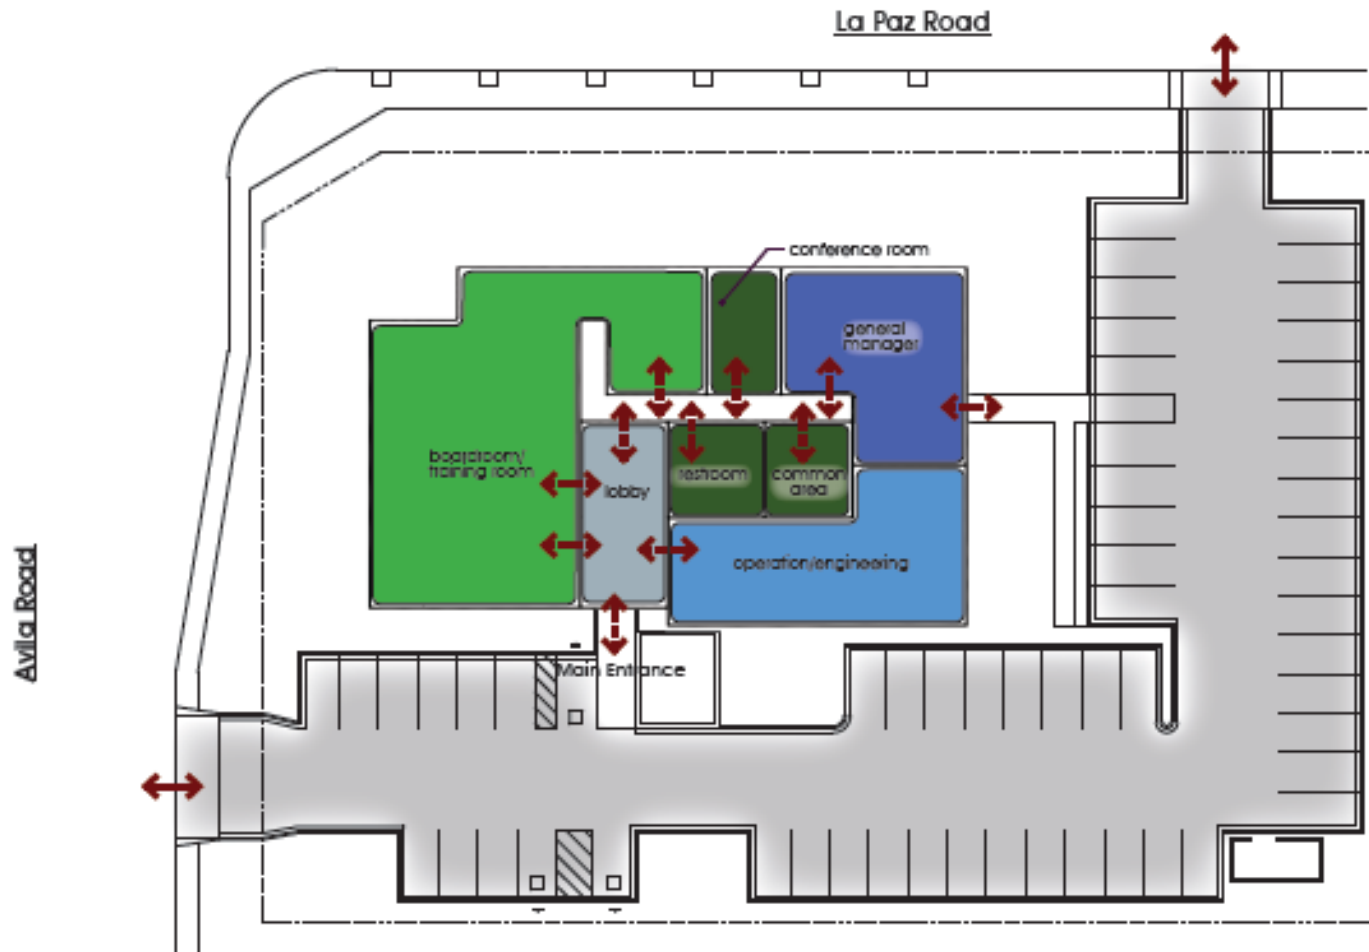 La Paz Road
conference room
general
manager
boardroom/
training room
lobby
restroom
common
area
operation/engineering
Main Entrance
Avila Road